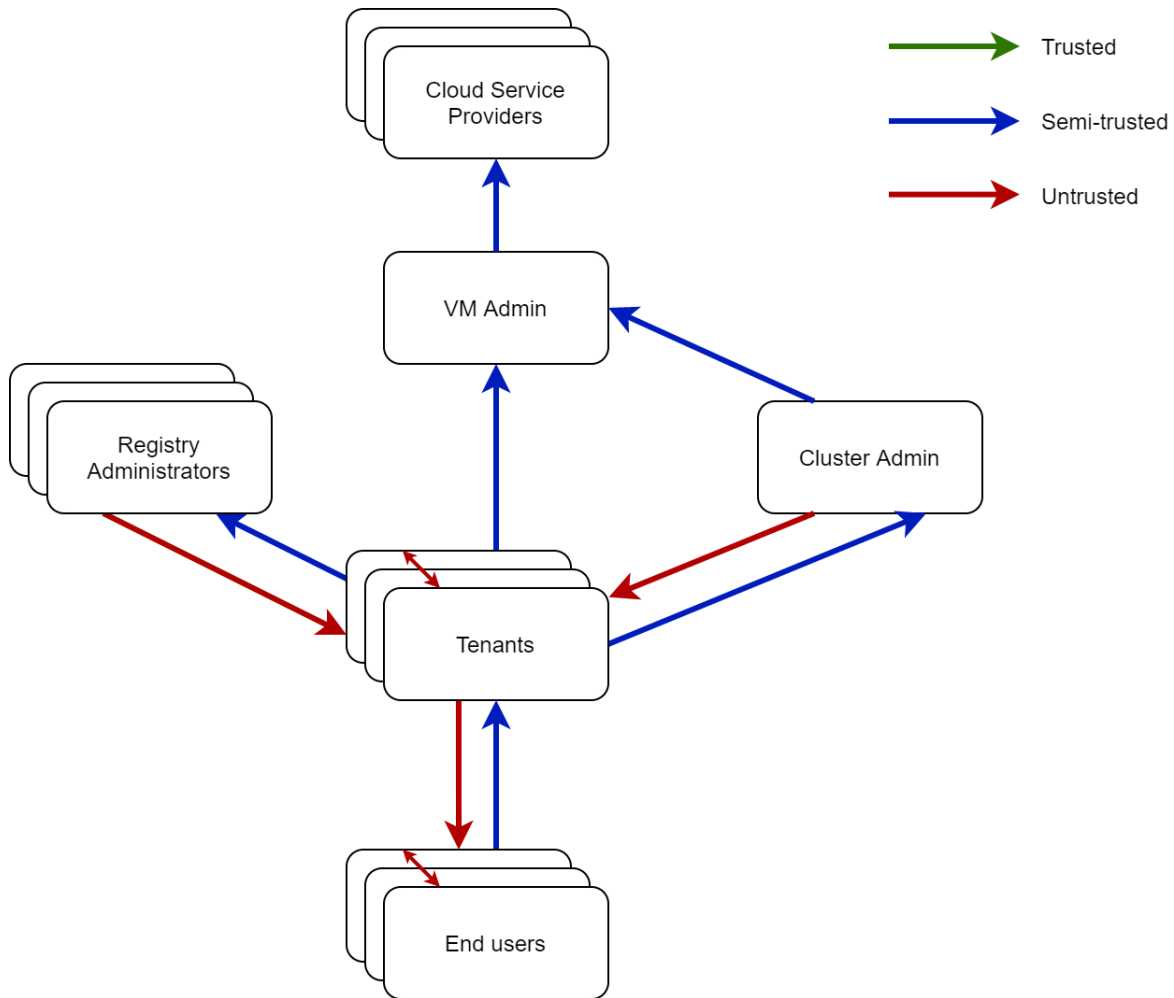 Cloud Service
Providers
Trusted
Semi-trusted
Untrusted
VM Admin
Registry
Administrators
Cluster Admin
Tenants
End users